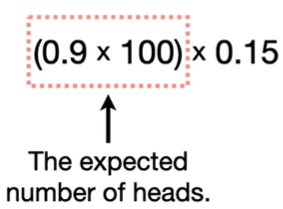 (0.9 × 100) × 0.15
The expected
number of heads.